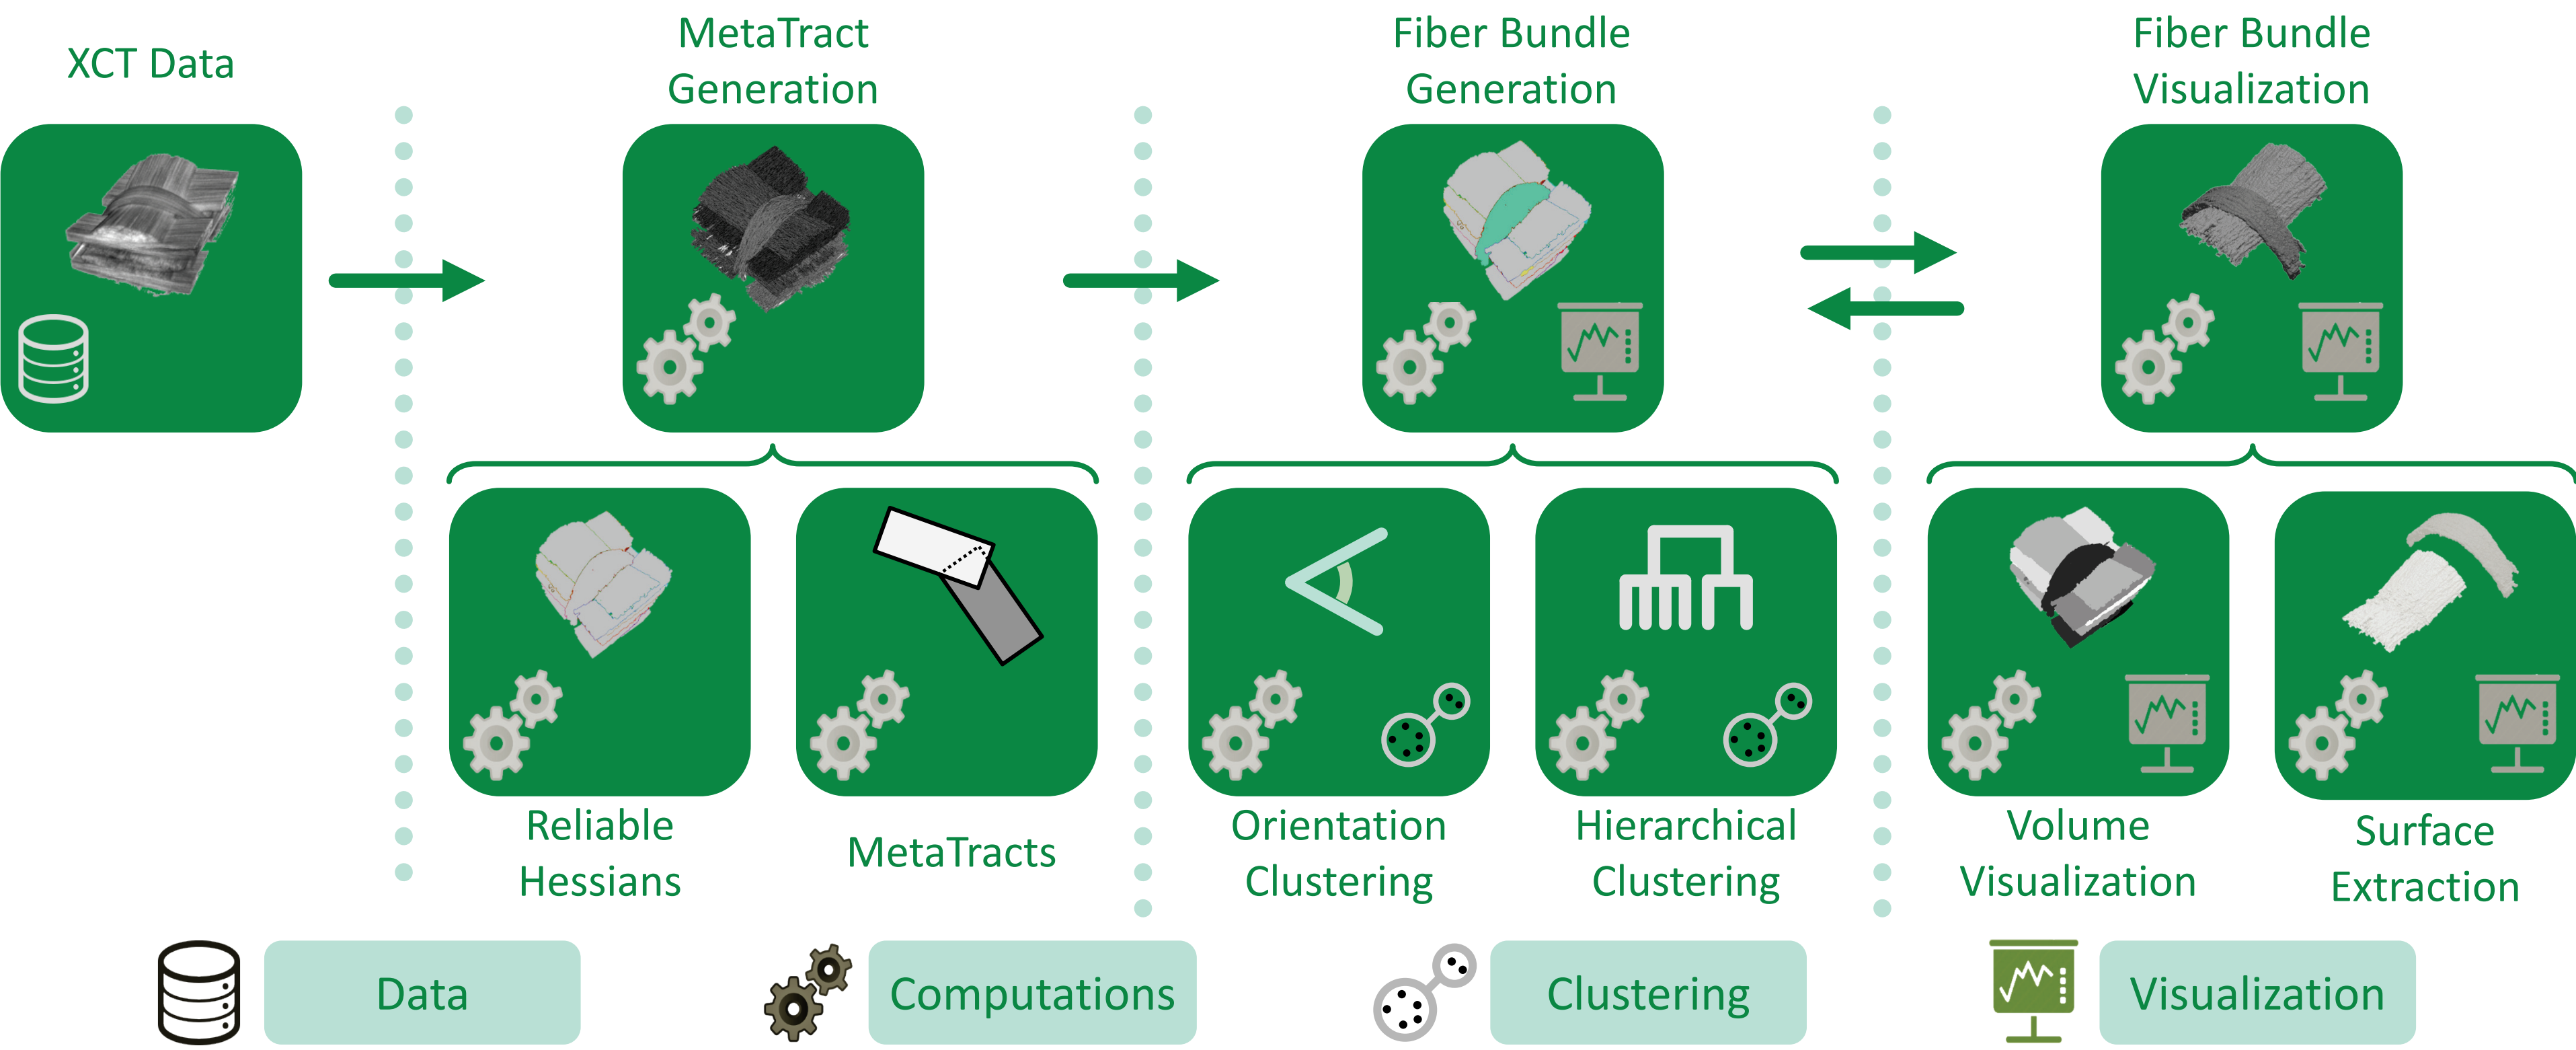 XCT Data
MetaTract
Generation
Fiber Bundle
Generation
Fiber Bundle
Visualization
Reliable
Hessians
MetaTracts
Orientation
Clustering
Hierarchical
Clustering
Volume
Visualization
Surface
Extraction
Data
Computations
Clustering
Visualization